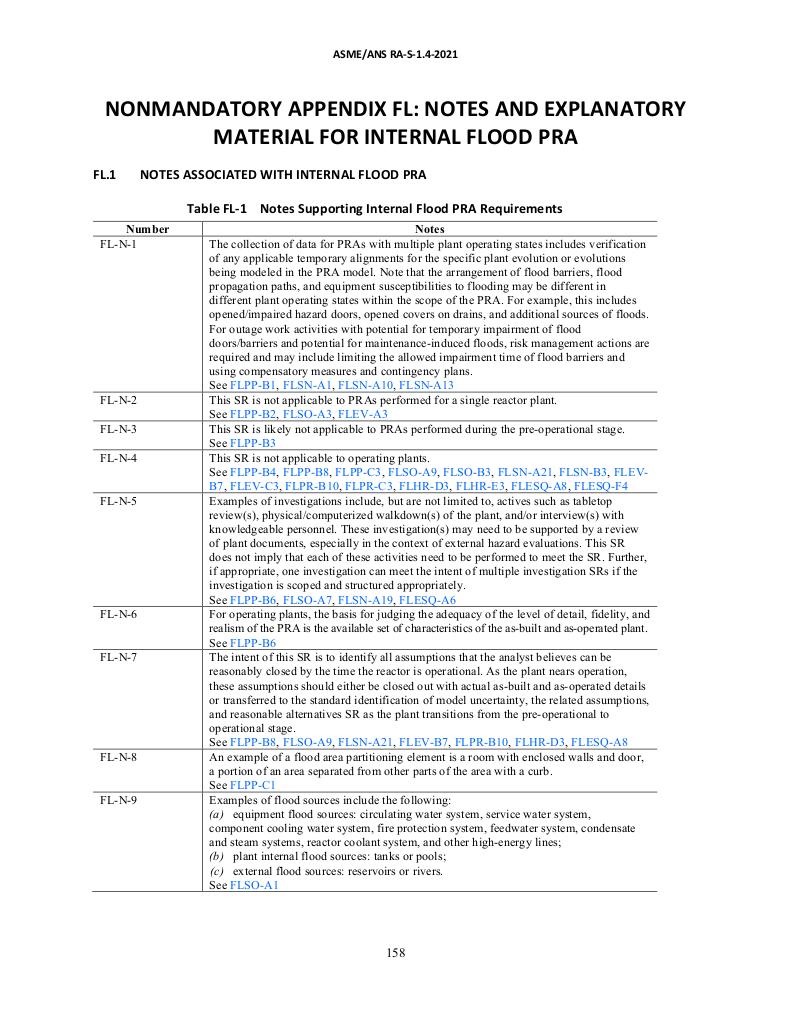 ASME/ANS RA-S-1.4-2021
NONMANDATORY APPENDIX FL: NOTES AND EXPLANATORY
MATERIAL FOR INTERNAL FLOOD PRA
FL.1 NOTES ASSOCIATED WITH INTERNAL FLOOD PRA
Table FL-1 Notes Supporting Internal Flood PRA Requirements
Number Notes
FL-N-1 The collection of data for PRAs with multiple plant operating states includes verification
of any applicable temporary alignments for the specific plant evolution or evolutions
being modeled in the PRA model. Note that the arrangement of flood barriers, flood
propagation paths, and equipment susceptibilities to flooding may be different in
different plant operating states within the scope of the PRA. For example, this includes
opened/impaired hazard doors, opened covers on drains, and additional sources of floods.
For outage work activities with potential for temporary impairment of flood
doors/barriers and potential for maintenance-induced floods, risk management actions are
required and may include limiting the allowed impairment time of flood barriers and
using compensatory measures and contingency plans.
See FLPP-B1, FLSN-A1, FLSN-A10, FLSN-A13
FL-N-2 This SR is not applicable to PRAs performed for a single reactor plant.
See FLPP-B2, FLSO-A3, FLEV-A3
FL-N-3 This SR is likely not applicable to PRAs performed during the pre-operational stage.
See FLPP-B3
FL-N-4 This SR is not applicable to operating plants.
See FLPP-B4, FLPP-B8, FLPP-C3, FLSO-A9, FLSO-B3, FLSN-A21, FLSN-B3, FLEV-
B7, FLEV-C3, FLPR-B10, FLPR-C3, FLHR-D3, FLHR-E3, FLESQ-A8, FLESQ-F4
FL-N-5 Examples of investigations include, but are not limited to, actives such as tabletop
review(s), physical/computerized walkdown(s) of the plant, and/or interview(s) with
knowledgeable personnel. These investigation(s) may need to be supported by a review
of plant documents, especially in the context of external hazard evaluations. This SR
does not imply that each of these activities need to be performed to meet the SR. Further,
if appropriate, one investigation can meet the intent of multiple investigation SRs if the
investigation is scoped and structured appropriately.
See FLPP-B6, FLSO-A7, FLSN-A19, FLESQ-A6
FL-N-6 For operating plants, the basis for judging the adequacy of the level of detail, fidelity, and
realism of the PRA is the available set of characteristics of the as-built and as-operated plant.
See FLPP-B6
FL-N-7 The intent of this SR is to identify all assumptions that the analyst believes can be
reasonably closed by the time the reactor is operational. As the plant nears operation,
these assumptions should either be closed out with actual as-built and as-operated details
or transferred to the standard identification of model uncertainty, the related assumptions,
and reasonable alternatives SR as the plant transitions from the pre-operational to
operational stage.
See FLPP-B8, FLSO-A9, FLSN-A21, FLEV-B7, FLPR-B10, FLHR-D3, FLESQ-A8
FL-N-8 An example of a flood area partitioning element is a room with enclosed walls and door,
a portion of an area separated from other parts of the area with a curb.
See FLPP-C1
FL-N-9 Examples of flood sources include the following:
(a) equipment flood sources: circulating water system, service water system,
component cooling water system, fire protection system, feedwater system, condensate
and steam systems, reactor coolant system, and other high-energy lines;
(b) plant internal flood sources: tanks or pools;
(c) external flood sources: reservoirs or rivers.
See FLSO-A1
158